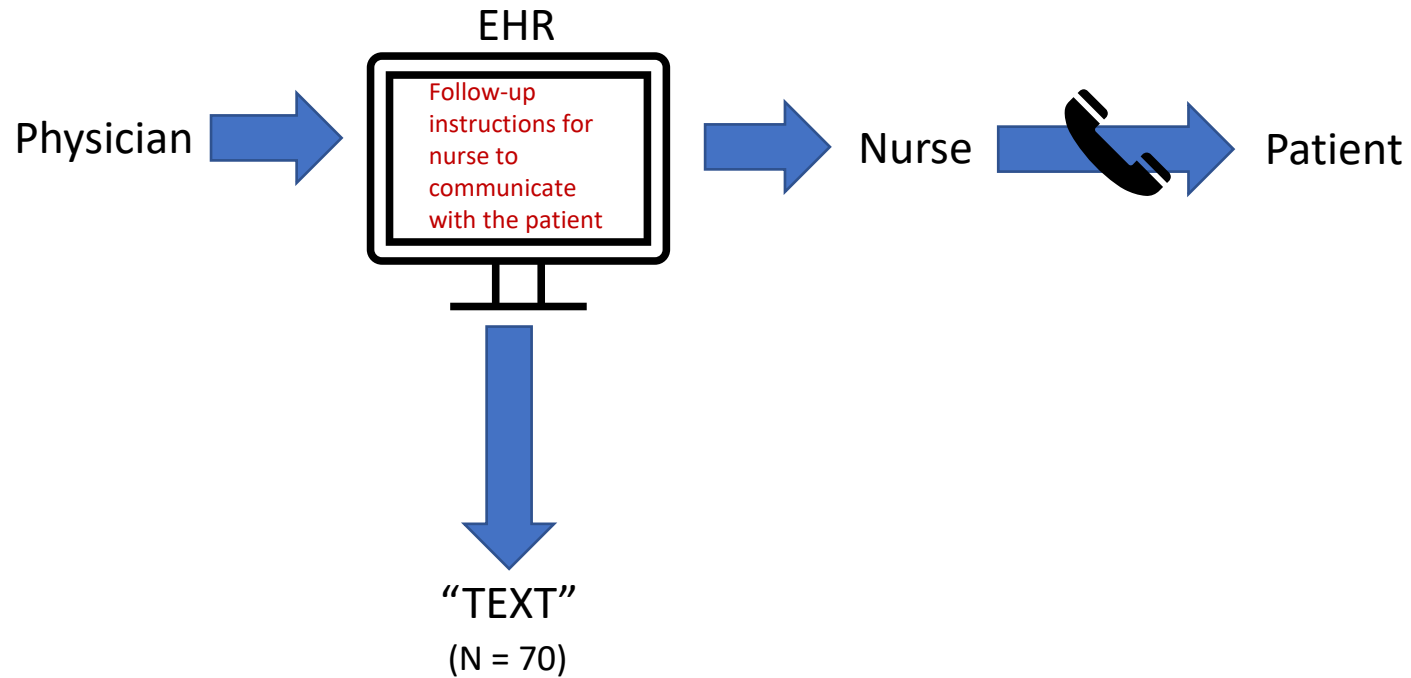 EHR
Physician
Follow-up
instructions for
nurse to
communicate
with the patient
Nurse
Patient
“TEXT”
(N = 70)